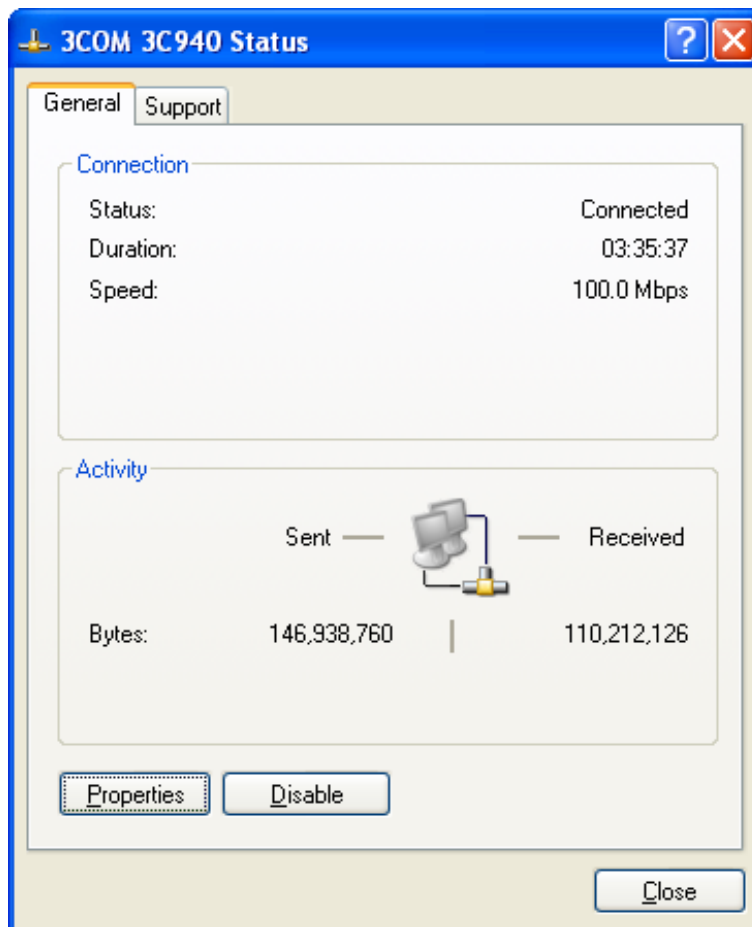 3COM 3C940 Status
General Support
Connection
Status: Connected
Duration: 03:35:37
Speed: 100.0 Mbps
Activity
Sent Received
Bytes: 146,938,760 110,212,126
Properties Disable
Close